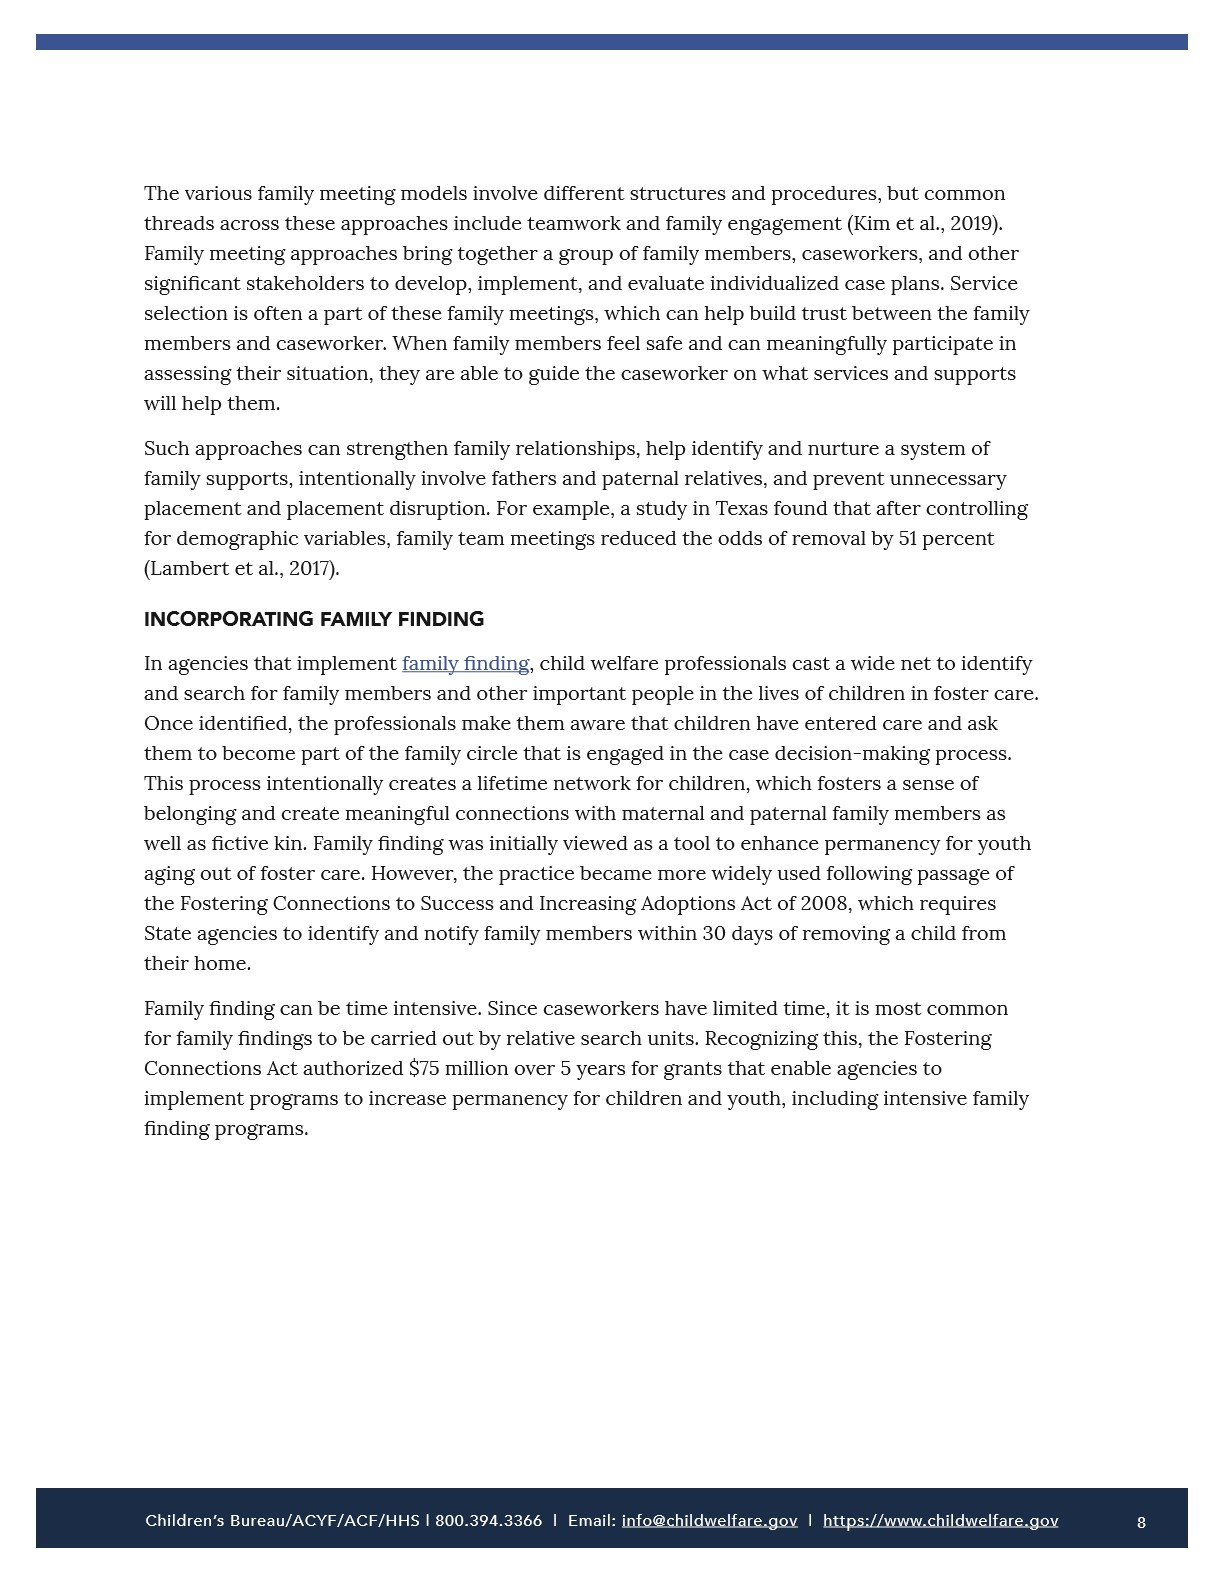 The various family meeting models involve different structures and procedures, but common
threads across these approaches include teamwork and family engagement (Kim et al., 2019).
Family meeting approaches bring together a group of family members, caseworkers, and other
significant stakeholders to develop, implement, and evaluate individualized case plans. Service
selection is often a part of these family meetings, which can help build trust between the family
members and caseworker. When family members feel safe and can meaningfully participate in
assessing their situation, they are able to guide the caseworker on what services and supports
will help them.
Such approaches can strengthen family relationships, help identify and nurture a system of
family supports, intentionally involve fathers and paternal relatives, and prevent unnecessary
placement and placement disruption. For example, a study in Texas found that after controlling
for demographic variables, family team meetings reduced the odds of removal by 51 percent
(Lambert et al., 2017).
INCORPORATING FAMILY FINDING
In agencies that implement family finding, child welfare professionals cast a wide net to identify
and search for family members and other important people in the lives of children in foster care.
Once identified, the professionals make them aware that children have entered care and ask
them to become part of the family circle that is engaged in the case decision-making process.
This process intentionally creates a lifetime network for children, which fosters a sense of
belonging and create meaningful connections with maternal and paternal family members as
well as fictive kin. Family finding was initially viewed as a tool to enhance permanency for youth
aging out of foster care. However, the practice became more widely used following passage of
the Fostering Connections to Success and Increasing Adoptions Act of 2008, which requires
State agencies to identify and notify family members within 30 days of removing a child from
their home.
Family finding can be time intensive. Since caseworkers have limited time, it is most common
for family findings to be carried out by relative search units. Recognizing this, the Fostering
Connections Act authorized $75 million over 5 years for grants that enable agencies to
implement programs to increase permanency for children and youth, including intensive family
finding programs.
Children's Bureau/ACYF/ACF/HHS | 800.394.3366 | Email: info@childwelfare.gov | https://www.childwelfare.gov 8